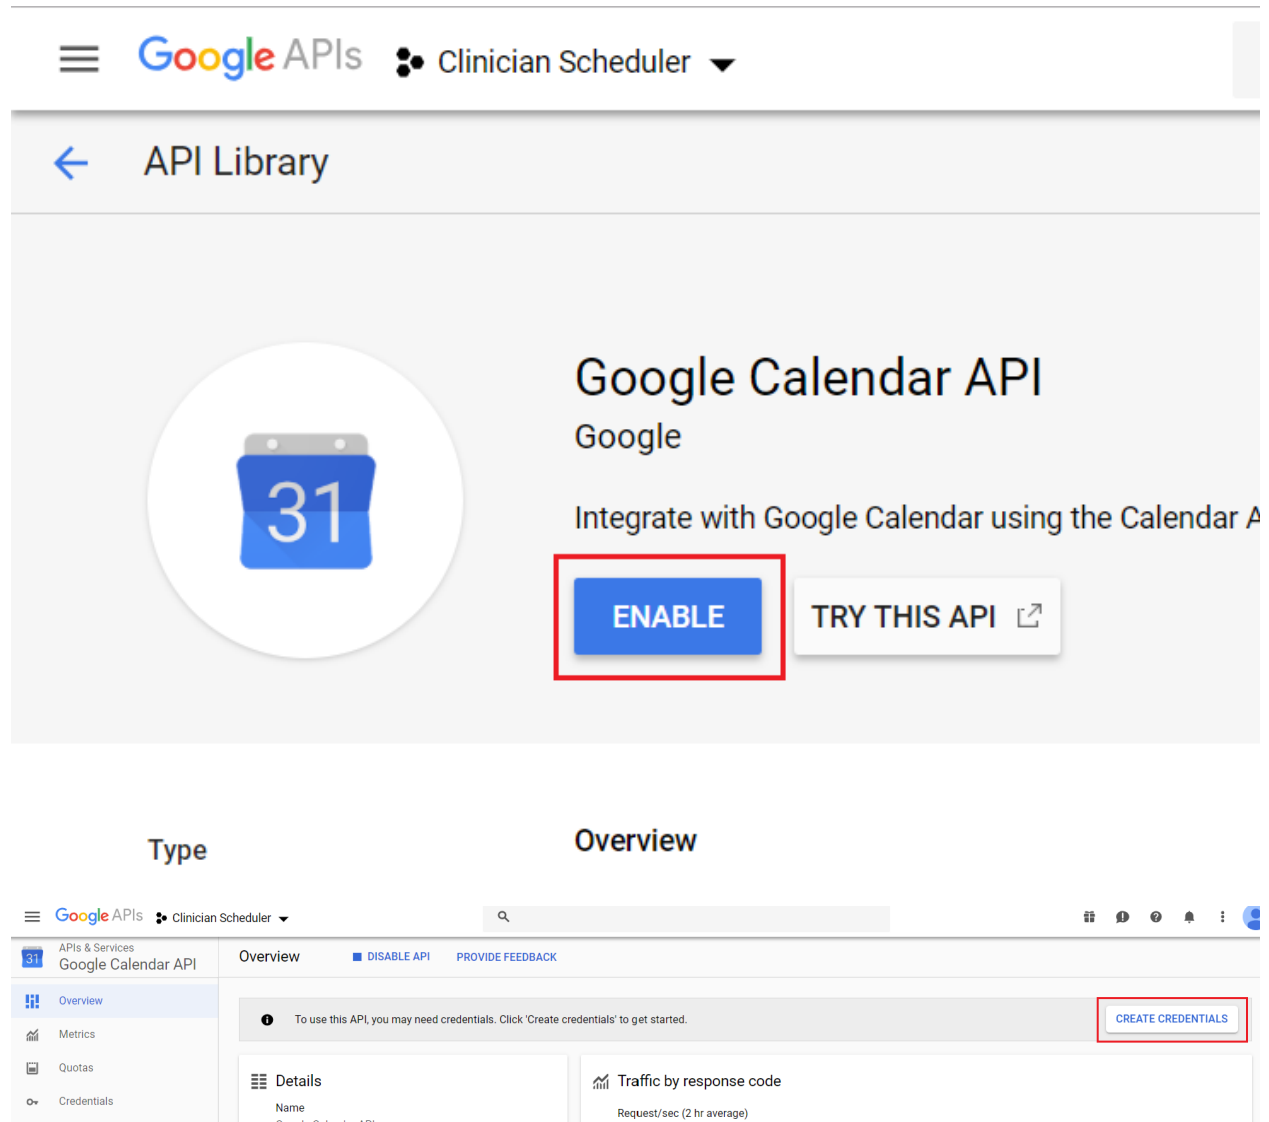 Google APIs Clinician Scheduler
API Library
31
Google Calendar API
Google
Integrate with Google Calendar using the Calendar
ENABLE TRY THIS API
Type
Overview
Google APIs Clinician Scheduler
31
APIs & Services
Google Calendar API
Overview DISABLE API PROVIDE FEEDBACK
Overview
Metrics
Quotas
Credentials
To use this API, you may need credentials. Click 'Create credentials' to get started.
CREATE CREDENTIALS
Details
Name
Traffic by response code
Request/sec (2 hr average)